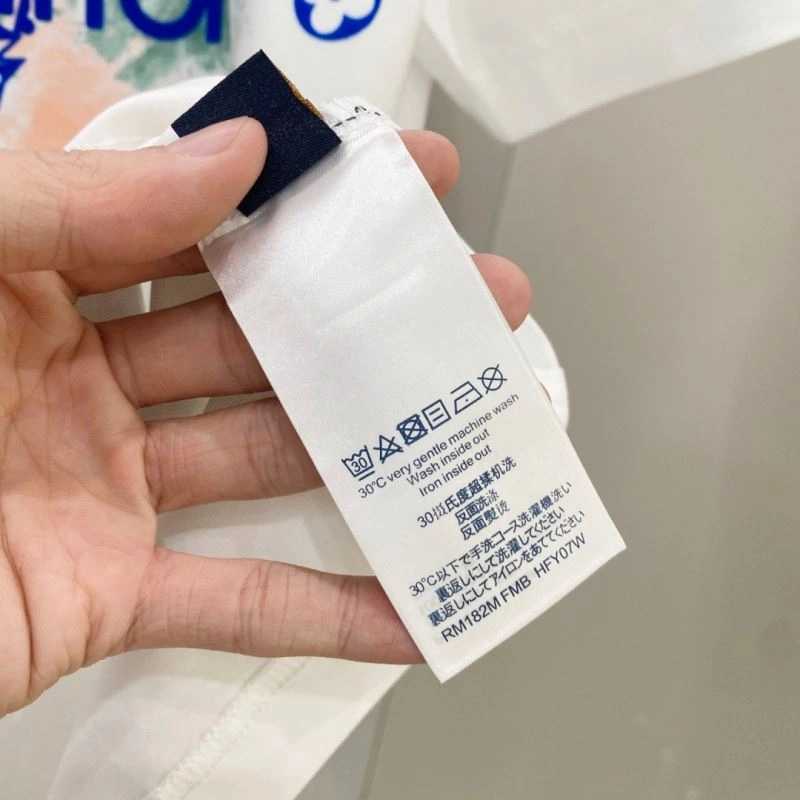 30
30°C very gentle machine wash
Wash inside out
Iron inside out
30摄氏度超揉机洗
反面洗涤
反面熨烫
30℃以下で手洗コース洗濯機洗い
裏返しにして洗濯してください
裏返しにしてアイロンをあててください
RM182M FMB HFY07W